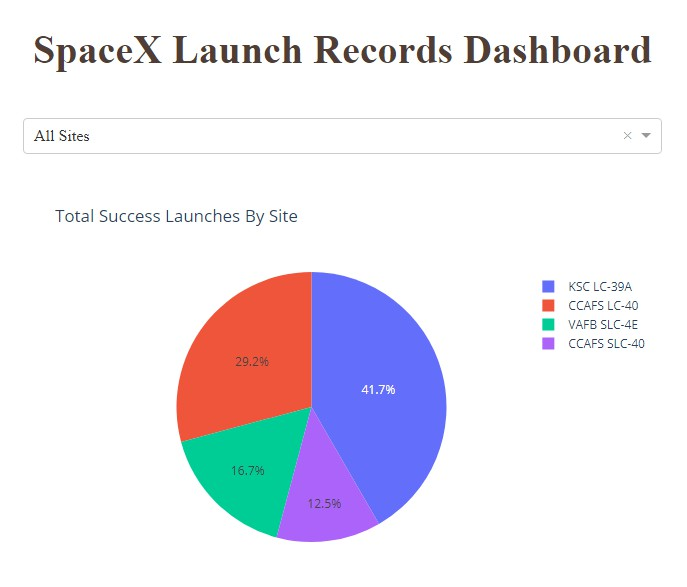 SpaceX Launch Records Dashboard
All Sites
Total Success Launches By Site
KSC LC-39A
CCAFS LC-40
VAFB SLC-4E
CCAFS SLC-40
29.2%
41.7%
16.7%
12.5%